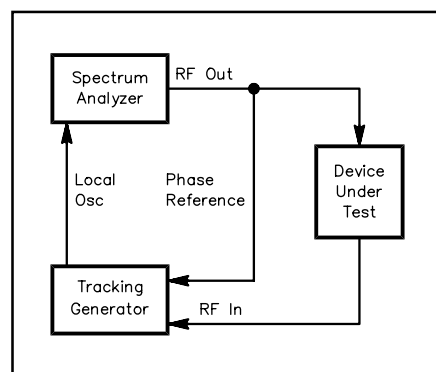 Spectrum
Analyzer
RF Out
Local
Osc
Phase
Reference
Device
Under
Test
Tracking
Generator
RF In